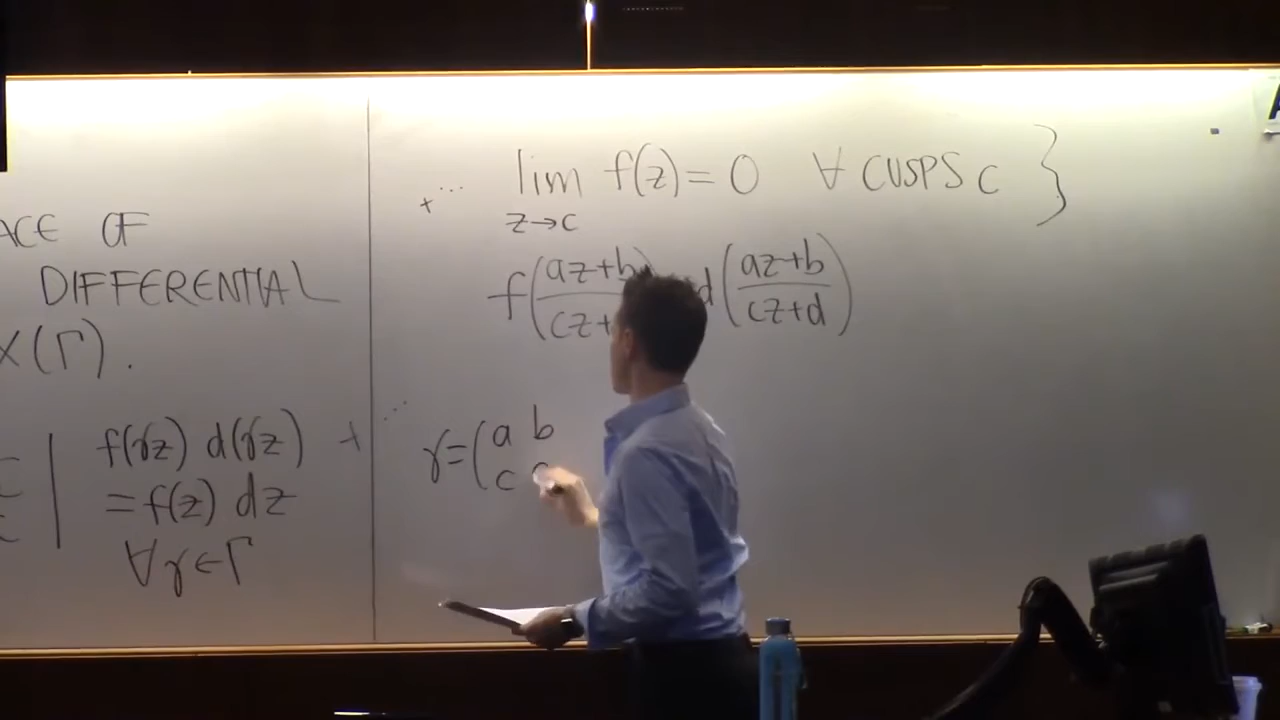 ACE OF
DIFFERENTIAL
X(Γ).
f(γz) d(γz) + ...
= f(z) dz
∀ γ ∈ Γ
+ ... lim f(z) = 0 ∀ CUSPS c }
z→c
f(az+b / cz+ d(az+b / cz+d)
γ = (a b
c